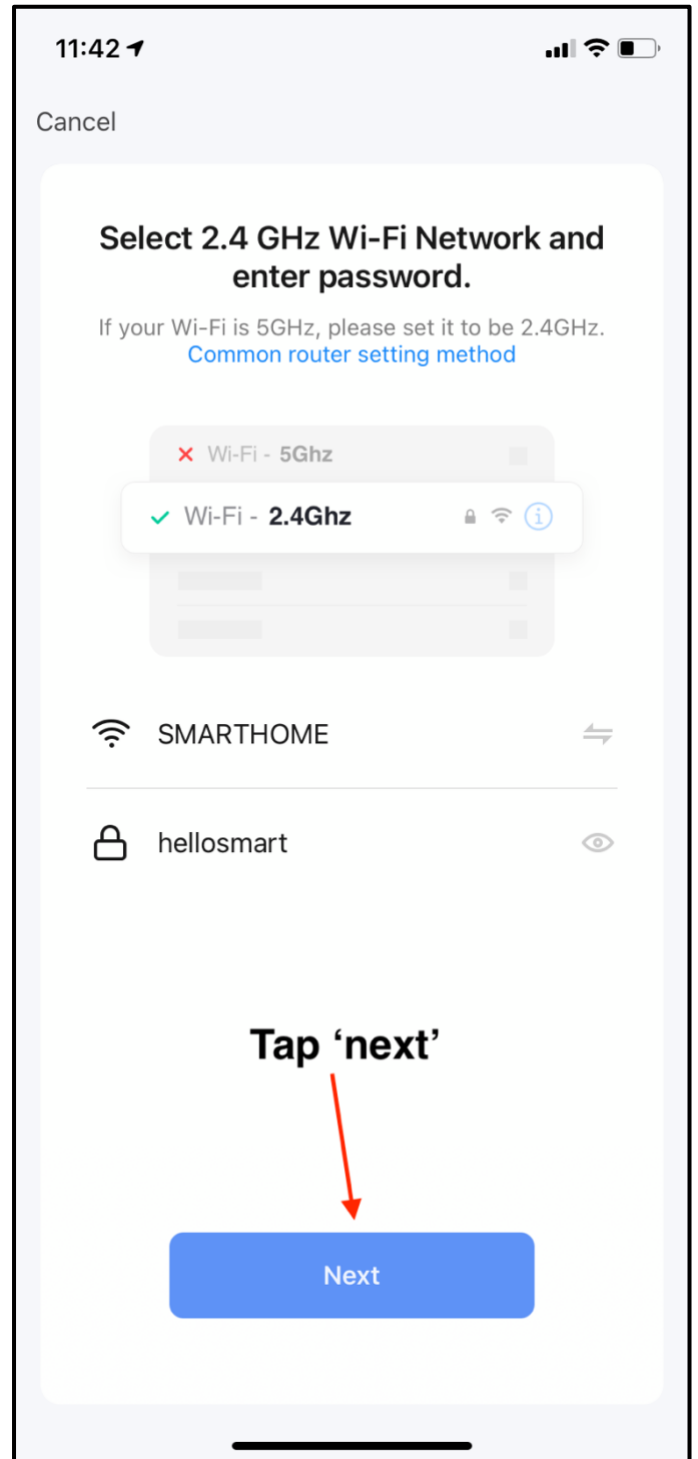 11:42
Cancel
Select 2.4 GHz Wi-Fi Network and
enter password.
If your Wi-Fi is 5GHz, please set it to be 2.4GHz.
Common router setting method
Wi-Fi - 5Ghz
Wi-Fi - 2.4Ghz
SMARTHOME
hellosmart
Tap ‘next’
Next